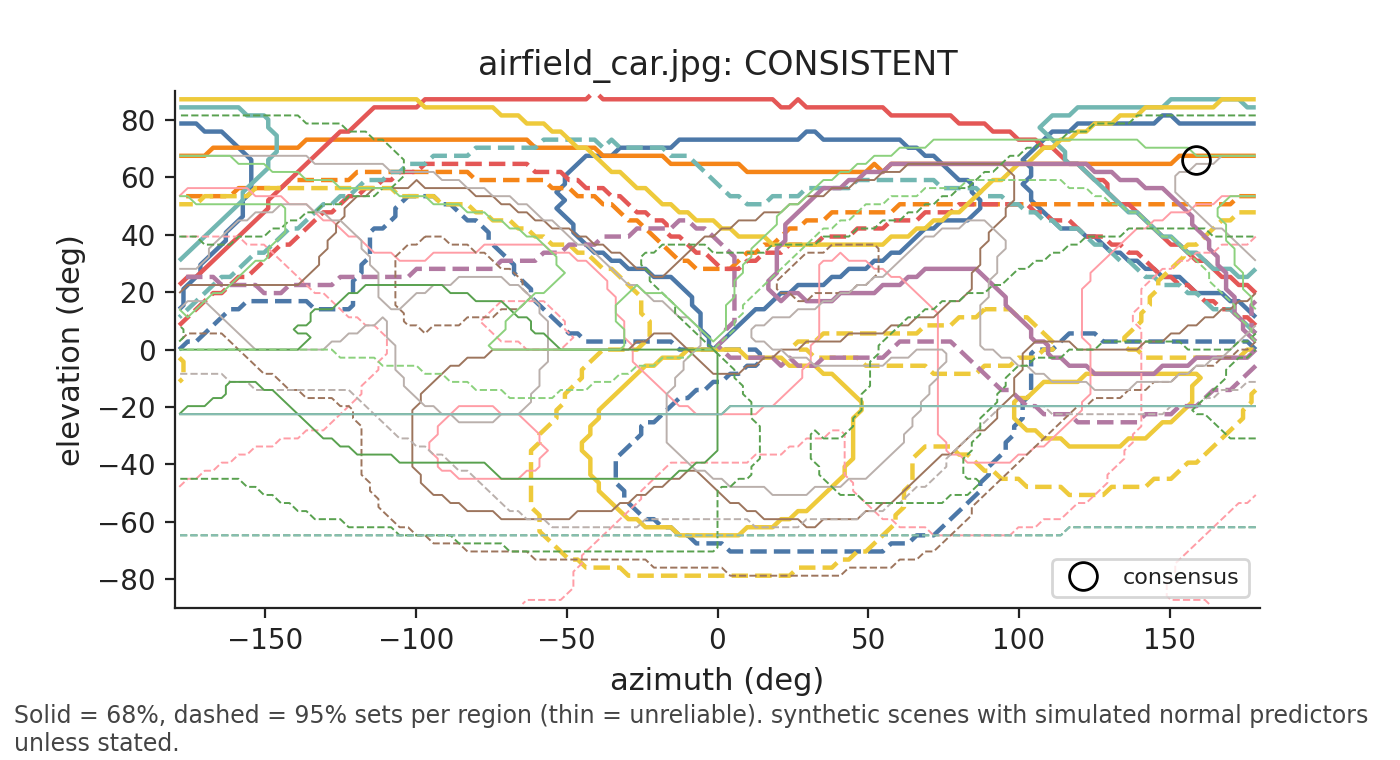 airfield_car.jpg: CONSISTENT
80
60
40
20
0
−20
−40
−60
−80
elevation (deg)
consensus
−150
−100
−50
0
50
100
150
azimuth (deg)
Solid = 68%, dashed = 95% sets per region (thin = unreliable). synthetic scenes with simulated normal predictors
unless stated.